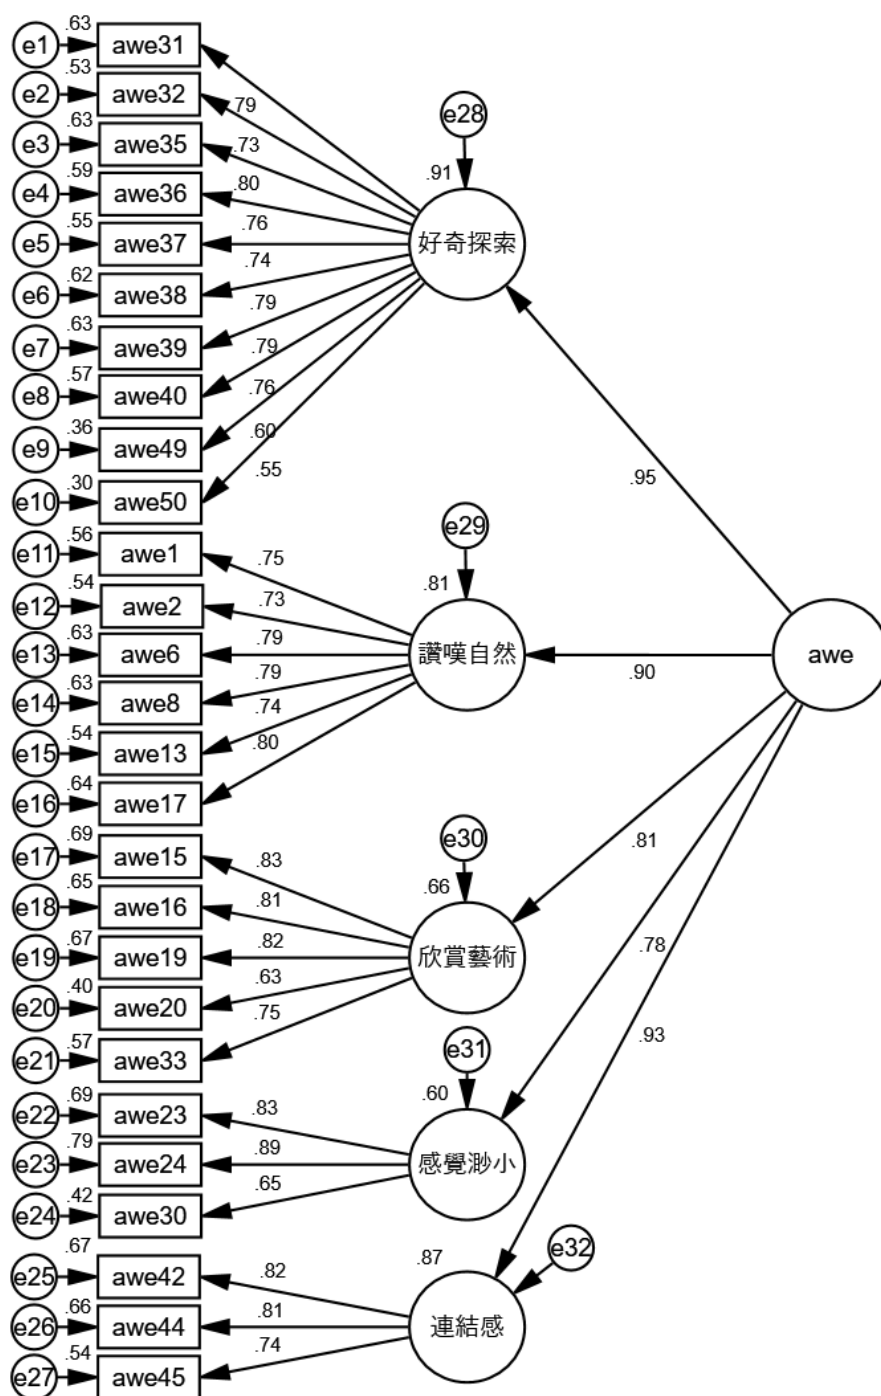 e1 .63 awe31
e2 .53 awe32
e3 .63 awe35
e4 .59 awe36
e5 .55 awe37
e6 .62 awe38
e7 .63 awe39
e8 .57 awe40
e9 .36 awe49
e10 .30 awe50
.79
.73
.80
.76
.74
.79
.79
.76
.60
.55
e28
.91
好奇探索
.95
e11 .56 awe1
e12 .54 awe2
e13 .63 awe6
e14 .63 awe8
e15 .54 awe13
e16 .64 awe17
.75
.73
.79
.79
.74
.80
e29
.81
讚嘆自然
.90
awe
e17 .69 awe15
e18 .65 awe16
e19 .67 awe19
e20 .40 awe20
e21 .57 awe33
.83
.81
.82
.63
.75
e30
.66
欣賞藝術
.81
e22 .69 awe23
e23 .79 awe24
e24 .42 awe30
.83
.89
.65
e31
.60
感覺渺小
.78
e25 .67 awe42
e26 .66 awe44
e27 .54 awe45
.82
.81
.74
e32
.87
連結感
.93